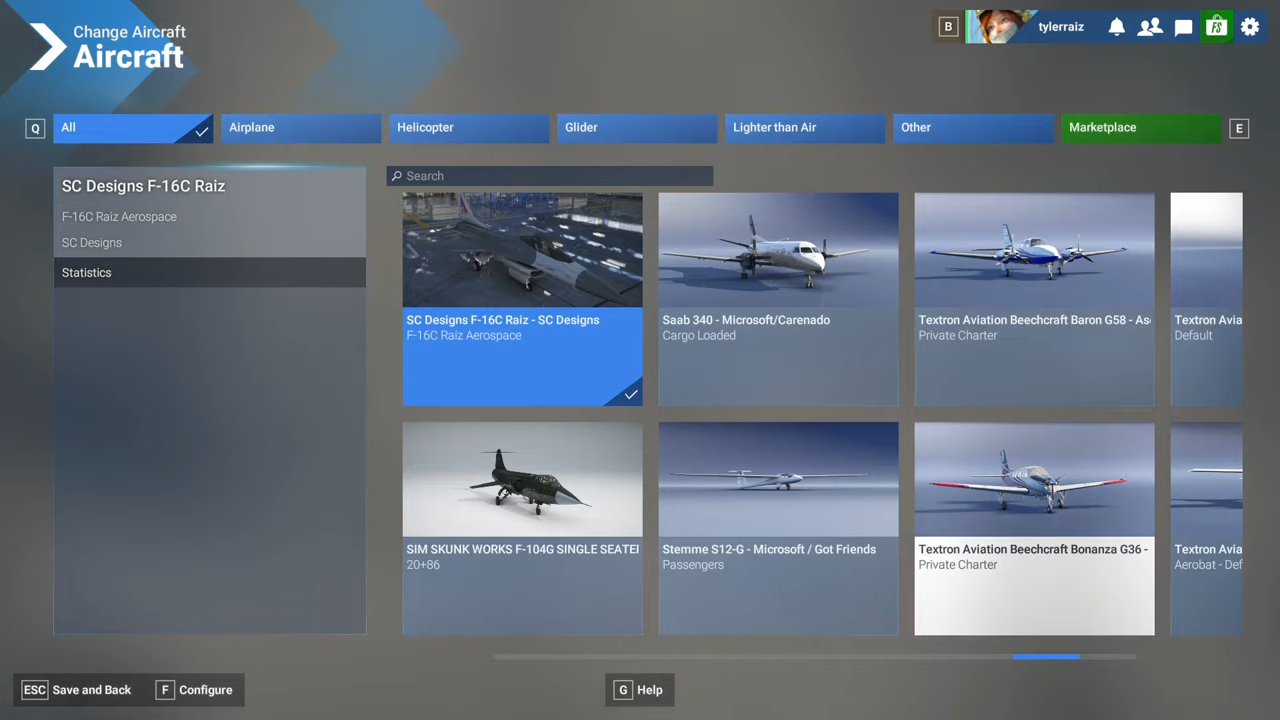 Change Aircraft
Aircraft
B
tylerraiz
FS
Q
All
Airplane
Helicopter
Glider
Lighter than Air
Other
Marketplace
E
SC Designs F-16C Raiz
F-16C Raiz Aerospace
SC Designs
Statistics
Search
SC Designs F-16C Raiz - SC Designs
F-16C Raiz Aerospace
Saab 340 - Microsoft/Carenado
Cargo Loaded
Textron Aviation Beechcraft Baron G58 - As
Private Charter
Textron Avia
Default
SIM SKUNK WORKS F-104G SINGLE SEATE
20+86
Stemme S12-G - Microsoft / Got Friends
Passengers
Textron Aviation Beechcraft Bonanza G36 -
Private Charter
Textron Avia
Aerobat - Def
ESC Save and Back
F Configure
G Help